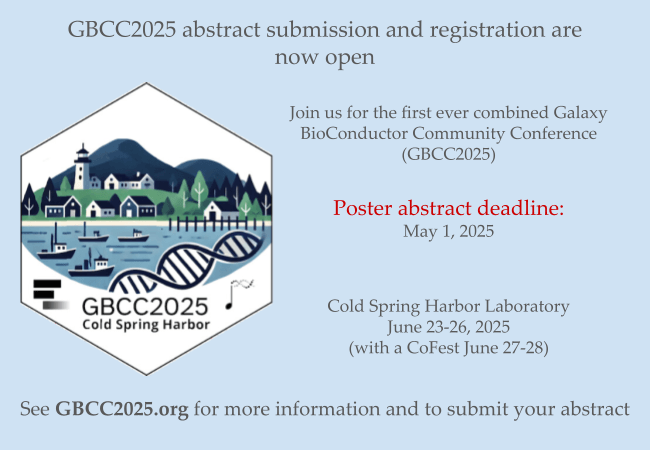 GBCC2025 abstract submission and registration are
now open
Join us for the first ever combined Galaxy
BioConductor Community Conference
(GBCC2025)
Poster abstract deadline:
May 1, 2025
GBCC2025
Cold Spring Harbor
Cold Spring Harbor Laboratory
June 23-26, 2025
(with a CoFest June 27-28)
See GBCC2025.org for more information and to submit your abstract